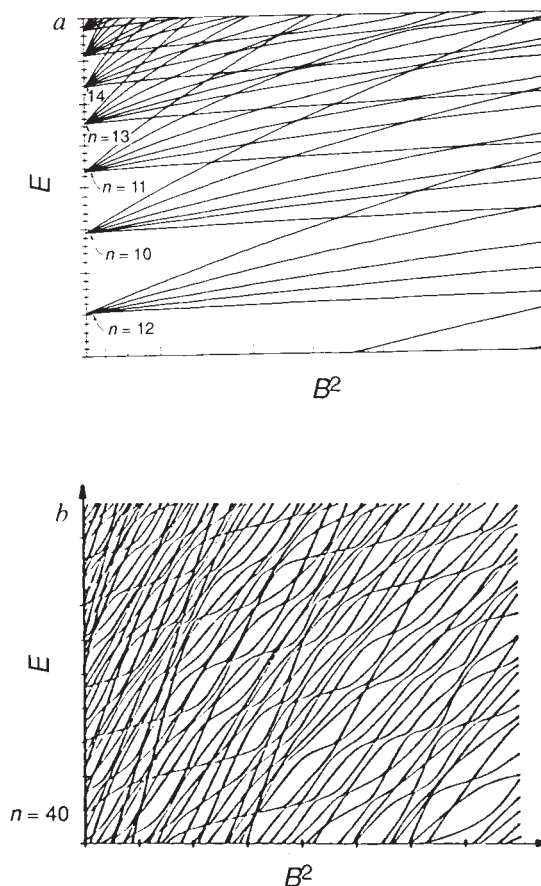 a
14
n = 13
n = 11
E
n = 10
n = 12
B²
b
E
n = 40
B²